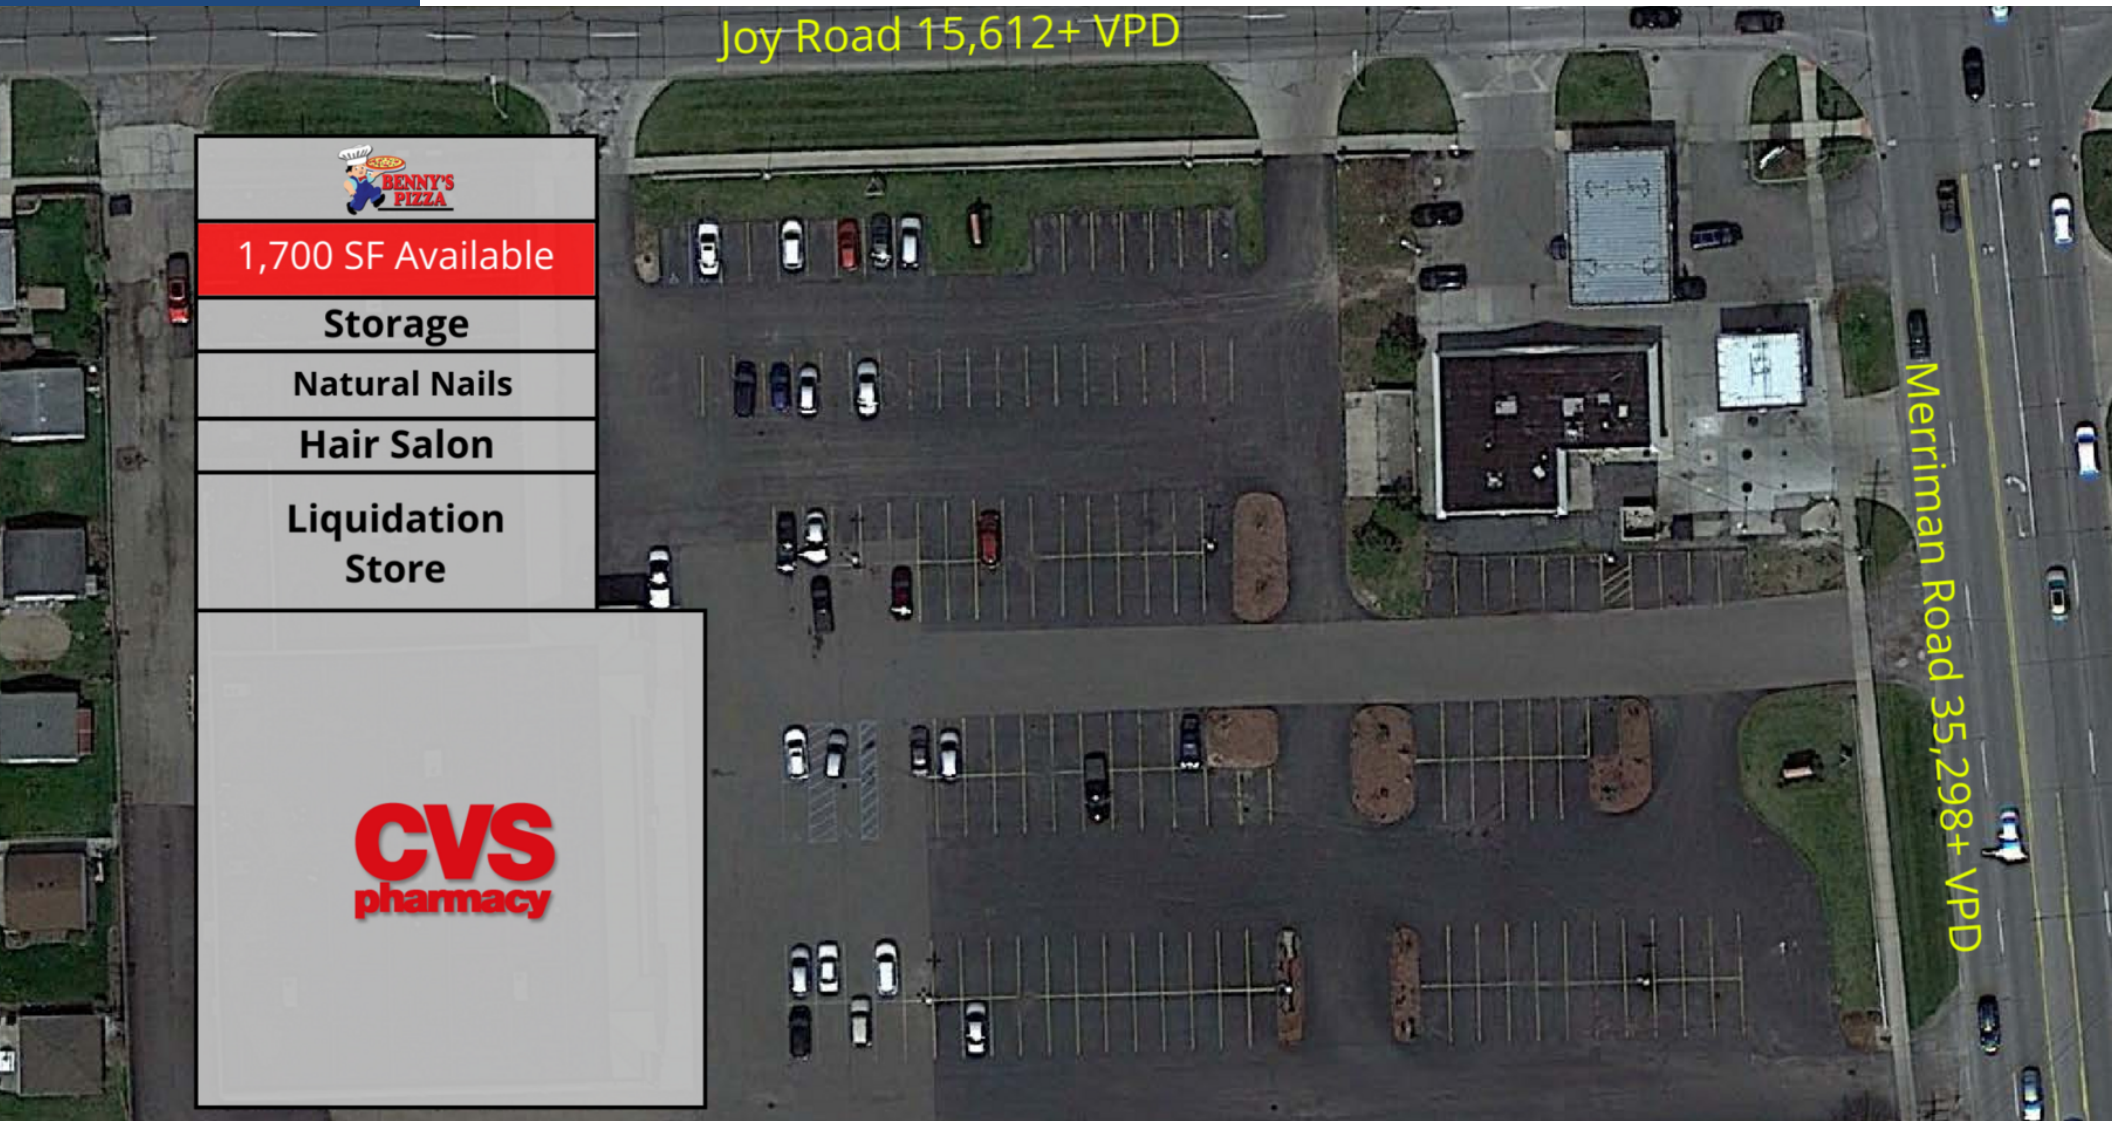 Joy Road 15,612+ VPD
BENNY'S
PIZZA
1,700 SF Available
Storage
Natural Nails
Hair Salon
Liquidation
Store
CVS
pharmacy
Merriman Road 35,298+ VPD